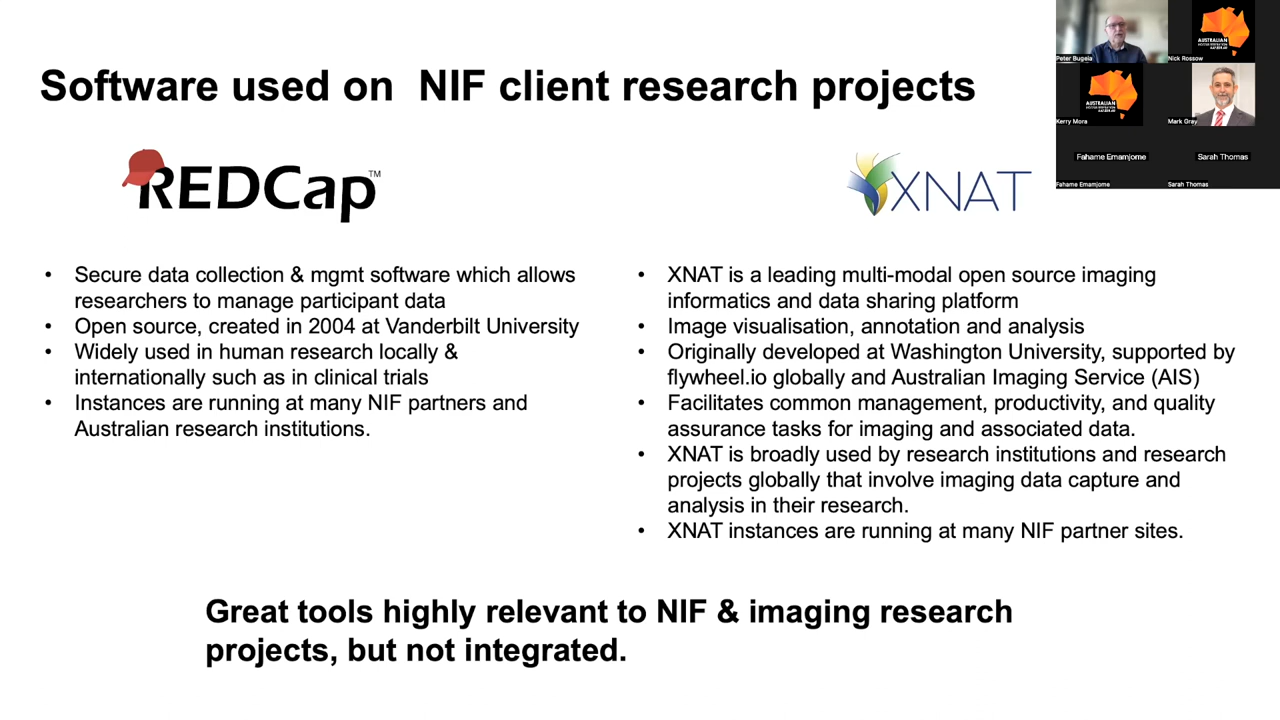 Software used on  NIF client research projects
REDCap™
XNAT
• Secure data collection & mgmt software which allows
researchers to manage participant data
• Open source, created in 2004 at Vanderbilt University
• Widely used in human research locally &
internationally such as in clinical trials
• Instances are running at many NIF partners and
Australian research institutions.
• XNAT is a leading multi-modal open source imaging
informatics and data sharing platform
• Image visualisation, annotation and analysis
• Originally developed at Washington University, supported by
flywheel.io globally and Australian Imaging Service (AIS)
• Facilitates common management, productivity, and quality
assurance tasks for imaging and associated data.
• XNAT is broadly used by research institutions and research
projects globally that involve imaging data capture and
analysis in their research.
• XNAT instances are running at many NIF partner sites.
Great tools highly relevant to NIF & imaging research
projects, but not integrated.
Peter Bugeia
AUSTRALIAN
Nick Rossow
AUSTRALIAN
Kerry Mora
Mark Gray
Fahame Emamjome
Sarah Thomas
Fahame Emamjome
Sarah Thomas